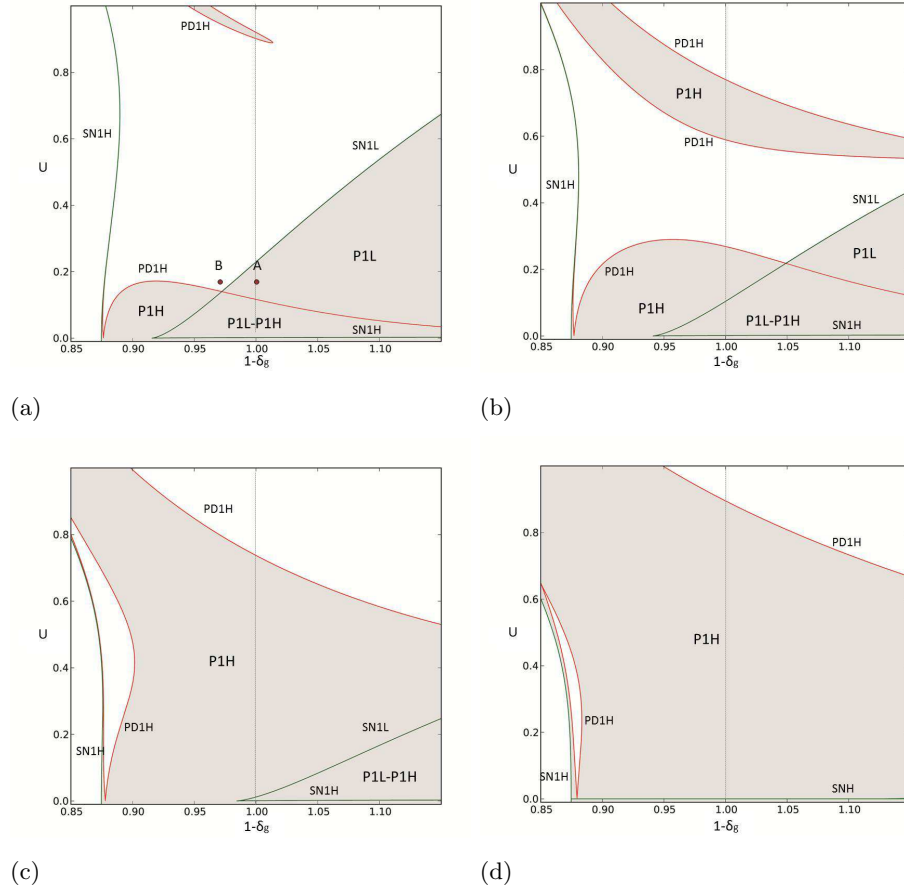 PD1H
0.8
SN1H
SN1L
0.6
U
0.4
B
A
P1L
PD1H
0.2
P1H
P1L-P1H
SN1H
0.0
0.85 0.90 0.95 1.00 1.05 1.10
1-δg
(a)
PD1H
0.8
P1H
PD1H
0.6
U
SN1H
SN1L
0.4
P1L
PD1H
0.2
P1H
P1L-P1H
SN1H
0.0
0.85 0.90 0.95 1.00 1.05 1.10
1-δg
(b)
PD1H
0.8
0.6
U
P1H
0.4
SN1L
PD1H
0.2
SN1H
P1L-P1H
SN1H
0.0
0.85 0.90 0.95 1.00 1.05 1.10
1-δg
(c)
0.8
PD1H
0.6
U
P1H
0.4
PD1H
0.2
SN1H
SNH
0.0
0.85 0.90 0.95 1.00 1.05 1.10
1-δg
(d)